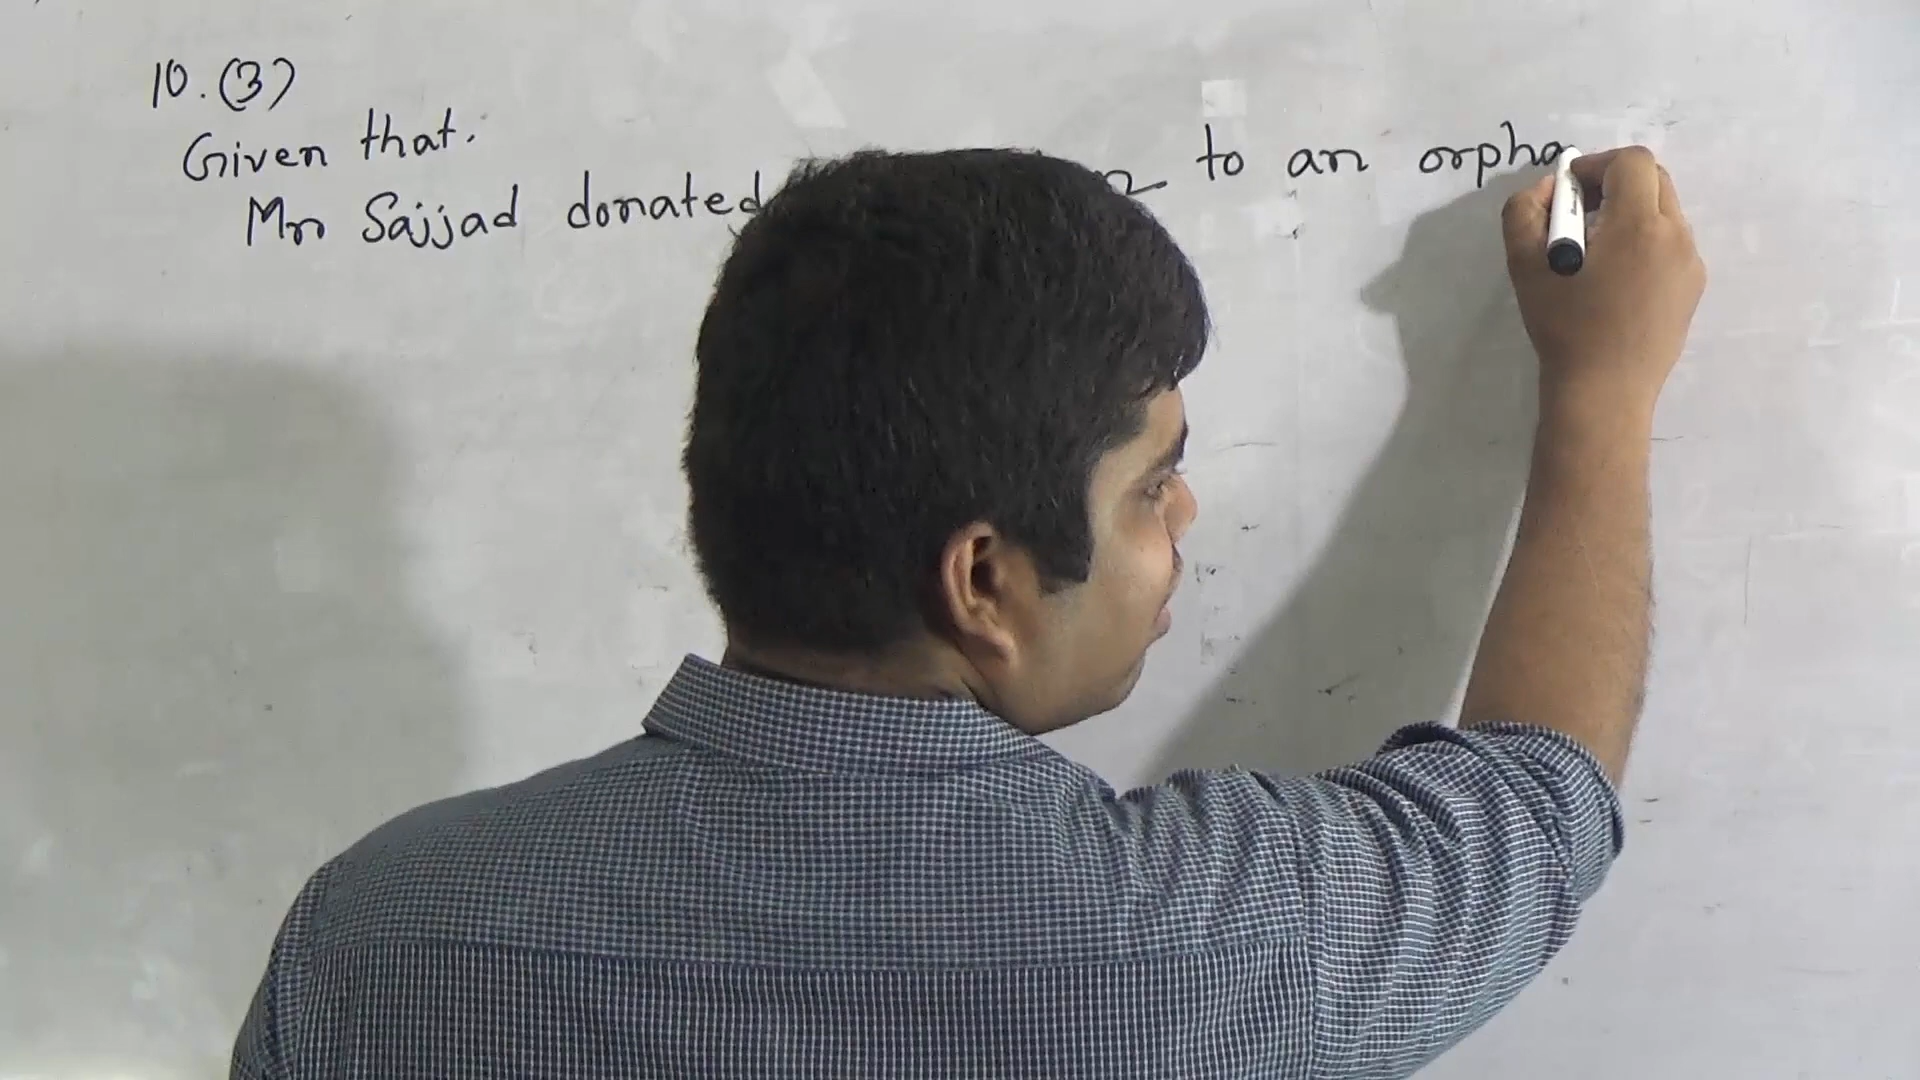 10. (3)
Given that.
Mr Sajjad donated to an orpha